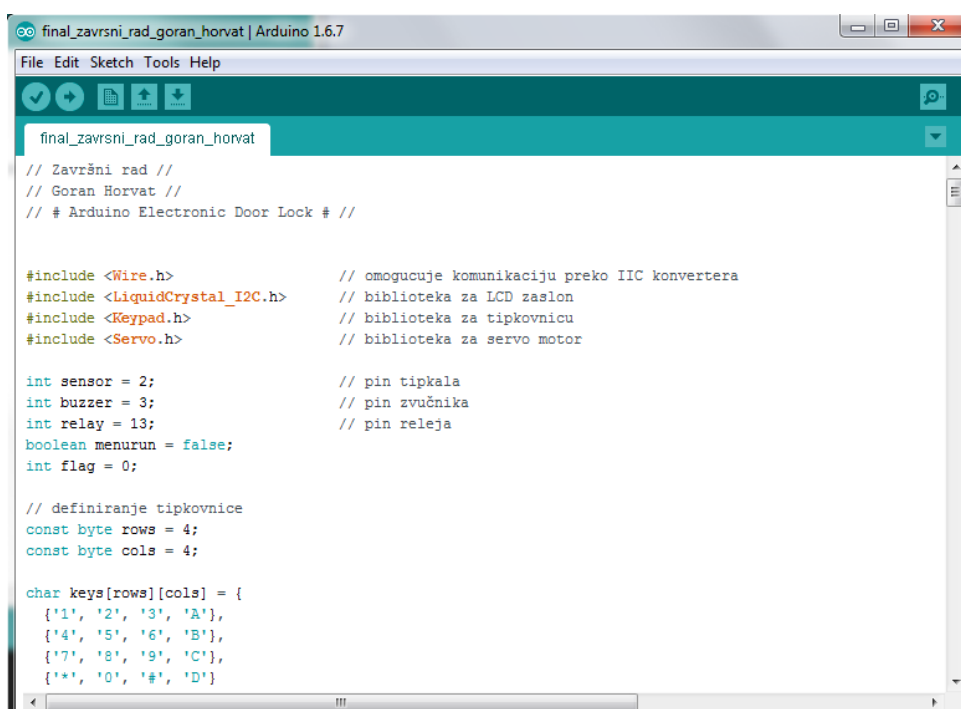 final_zavrsni_rad_goran_horvat | Arduino 1.6.7
File Edit Sketch Tools Help
final_zavrsni_rad_goran_horvat
// Završni rad //
// Goran Horvat //
// # Arduino Electronic Door Lock # //
#include <Wire.h> // omogucuje komunikaciju preko IIC konvertera
#include <LiquidCrystal_I2C.h> // biblioteka za LCD zaslon
#include <Keypad.h> // biblioteka za tipkovnicu
#include <Servo.h> // biblioteka za servo motor
int sensor = 2; // pin tipkala
int buzzer = 3; // pin zvučnika
int relay = 13; // pin releja
boolean menurun = false;
int flag = 0;
// definiranje tipkovnice
const byte rows = 4;
const byte cols = 4;
char keys[rows][cols] = {
{'1', '2', '3', 'A'},
{'4', '5', '6', 'B'},
{'7', '8', '9', 'C'},
{'*', '0', '#', 'D'}